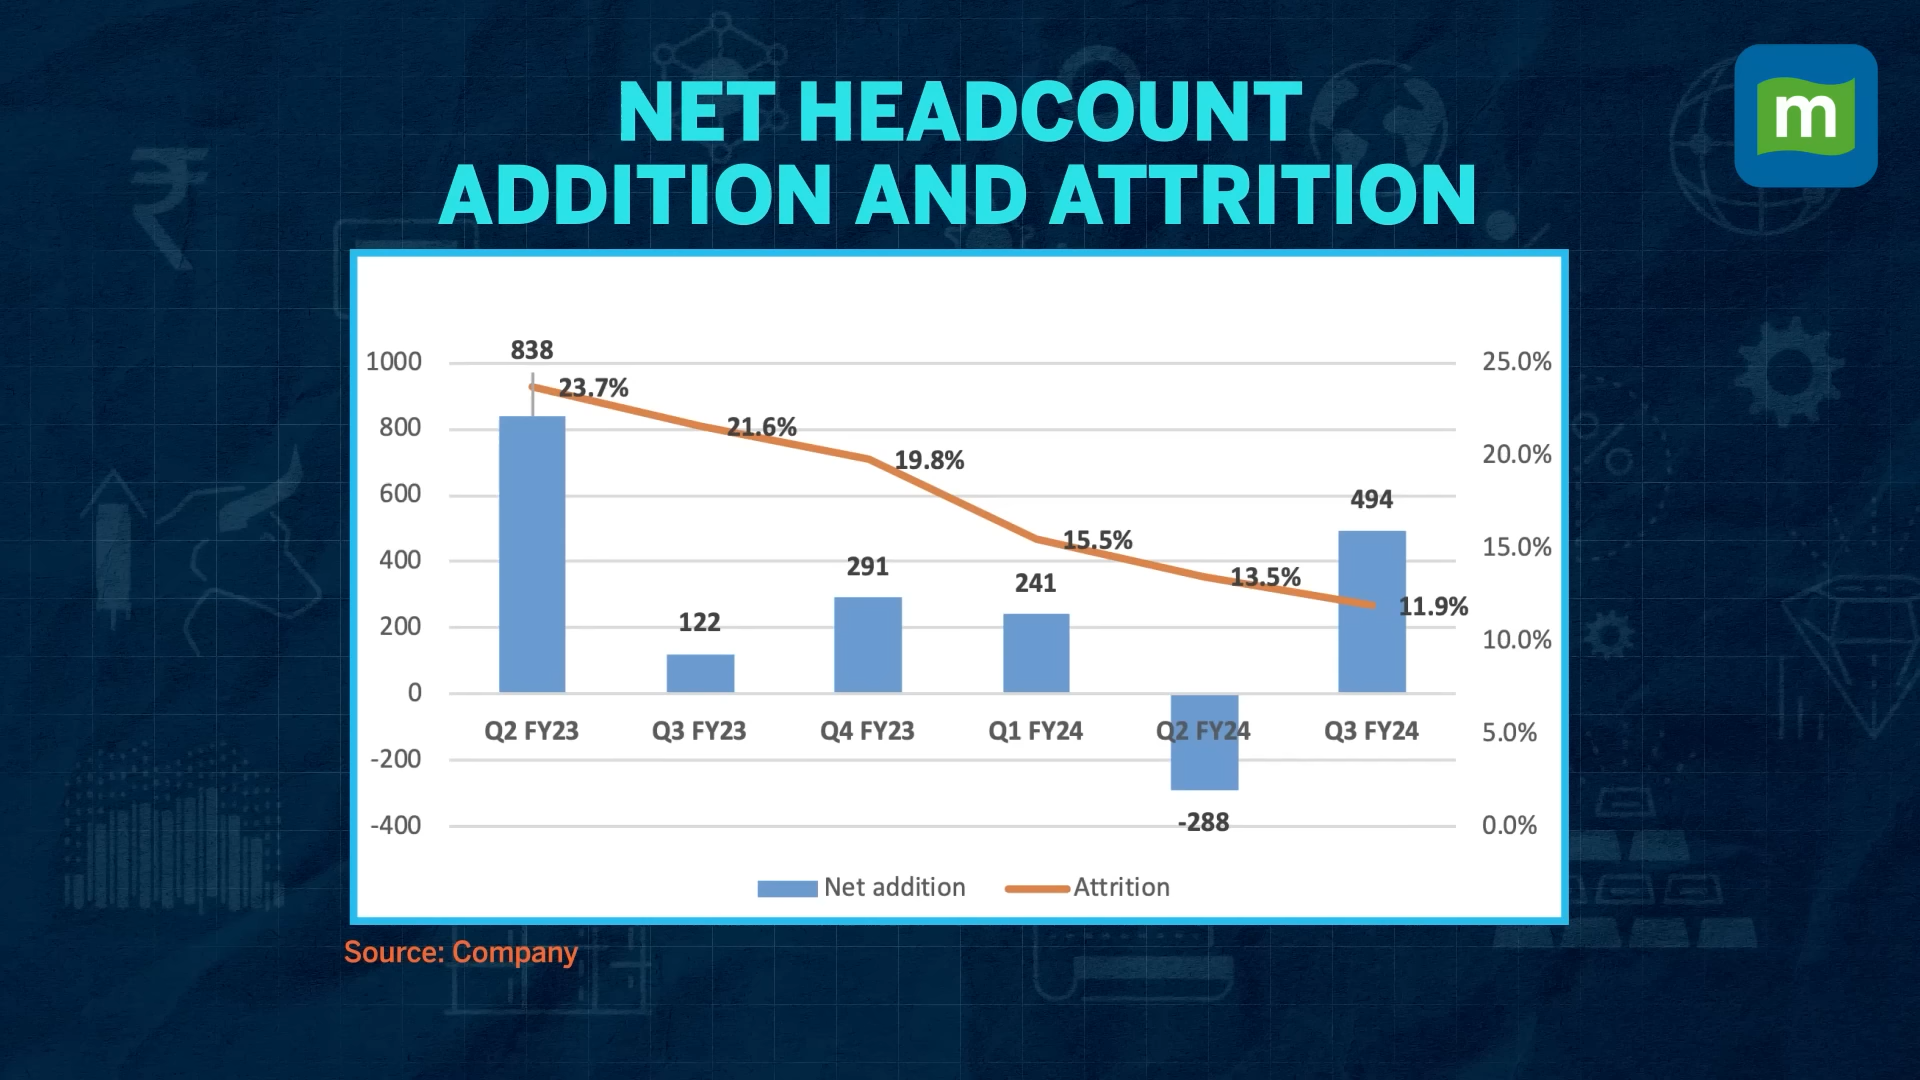 m
NET HEADCOUNT
ADDITION AND ATTRITION
838
1000
25.0%
23.7%
800
21.6%
20.0%
19.8%
600
494
400
291
15.5%
15.0%
241
13.5%
11.9%
200
122
10.0%
0
Q2 FY23
Q3 FY23
Q4 FY23
Q1 FY24
Q2 FY24
Q3 FY24
5.0%
-200
-400
-288
0.0%
Net addition
Attrition
Source: Company